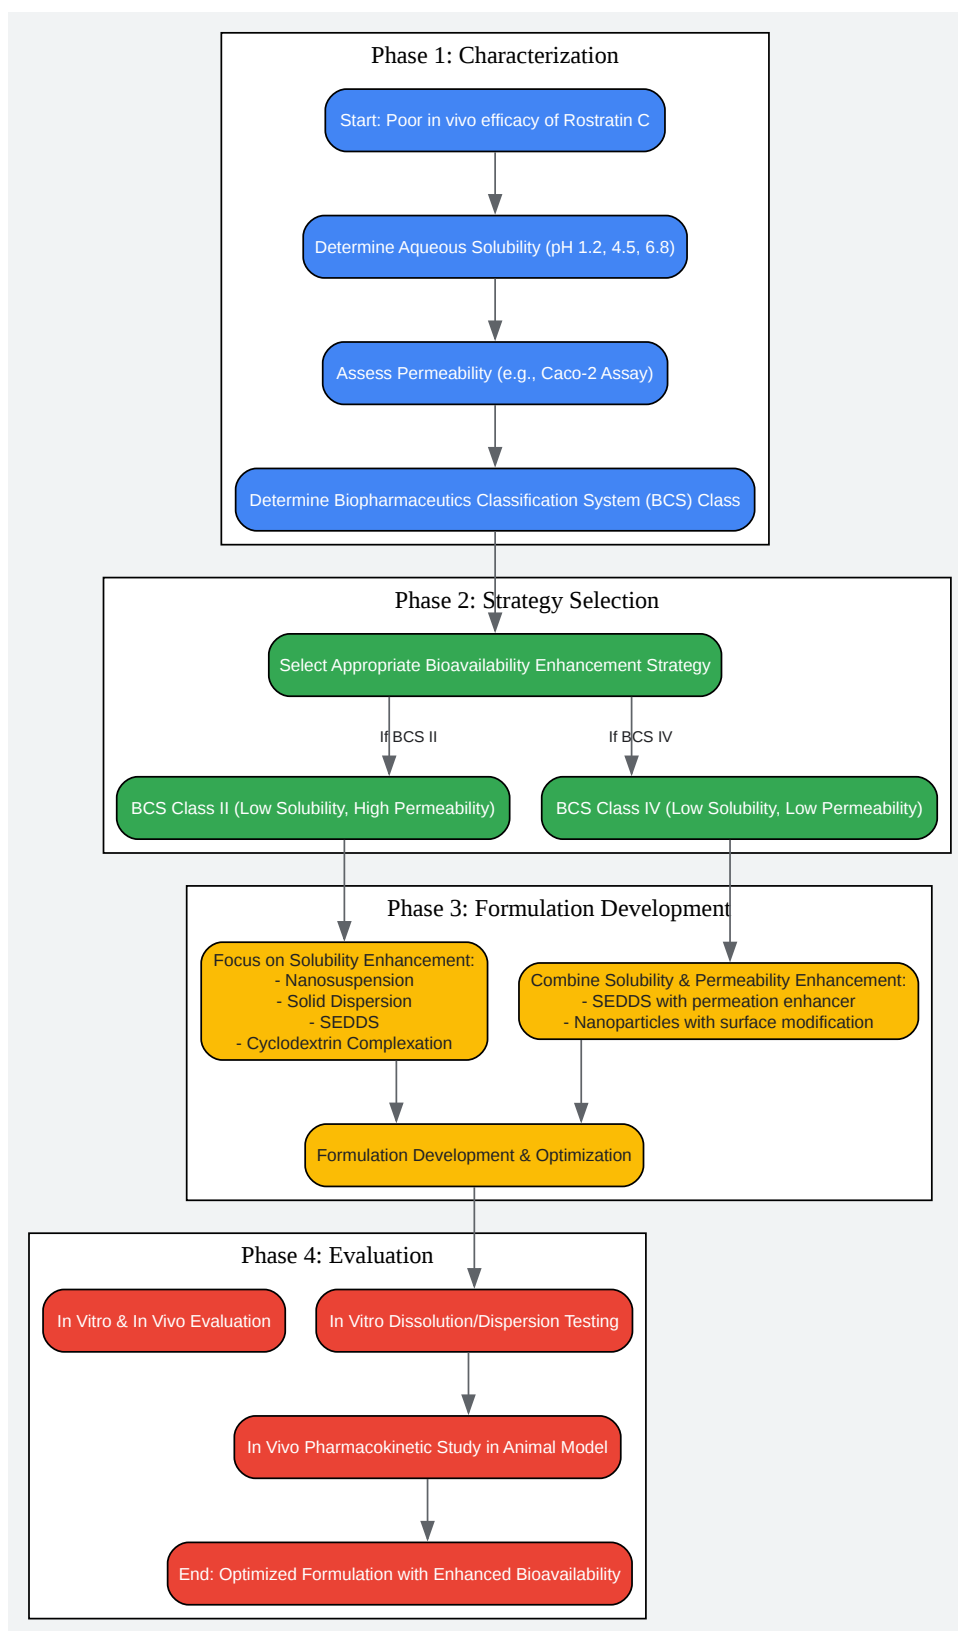 Phase 1: Characterization
Start: Poor in vivo efficacy of Rostratin C
Determine Aqueous Solubility (pH 1.2, 4.5, 6.8)
Assess Permeability (e.g., Caco-2 Assay)
Determine Biopharmaceutics Classification System (BCS) Class
Phase 2: Strategy Selection
Select Appropriate Bioavailability Enhancement Strategy
If BCS II
If BCS IV
BCS Class II (Low Solubility, High Permeability)
BCS Class IV (Low Solubility, Low Permeability)
Phase 3: Formulation Development
Focus on Solubility Enhancement:
- Nanosuspension
- Solid Dispersion
- SEDDS
- Cyclodextrin Complexation
Combine Solubility & Permeability Enhancement:
- SEDDS with permeation enhancer
- Nanoparticles with surface modification
Formulation Development & Optimization
Phase 4: Evaluation
In Vitro & In Vivo Evaluation
In Vitro Dissolution/Dispersion Testing
In Vivo Pharmacokinetic Study in Animal Model
End: Optimized Formulation with Enhanced Bioavailability